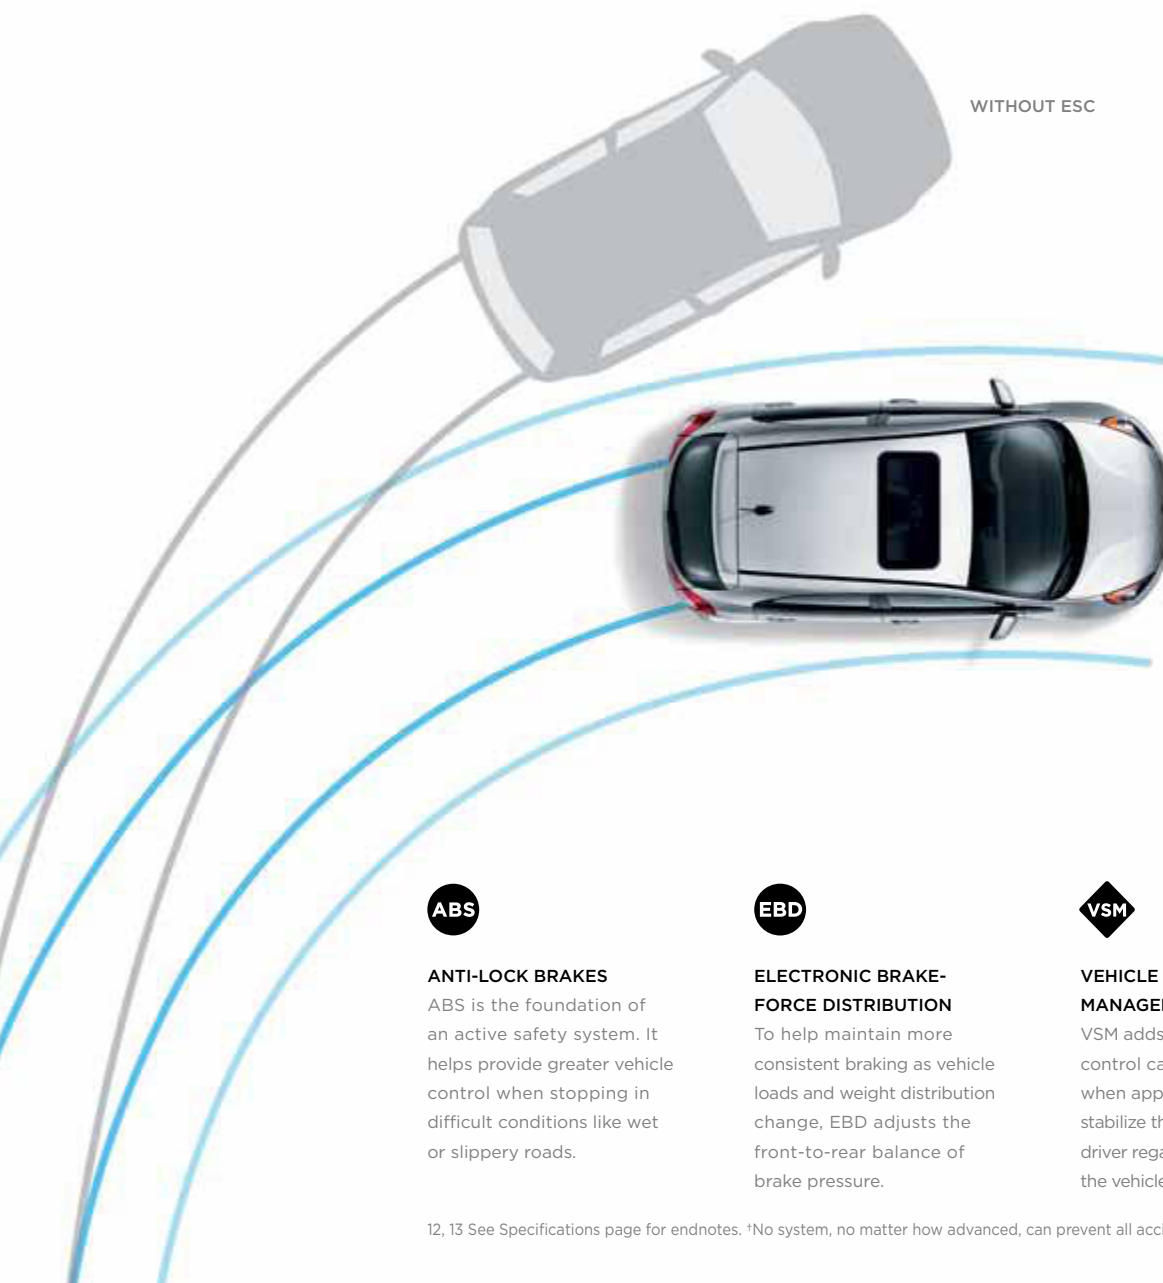 WITHOUT ESC
ABS
ANTI-LOCK BRAKES
ABS is the foundation of
an active safety system. It
helps provide greater vehicle
control when stopping in
difficult conditions like wet
or slippery roads.
EBD
ELECTRONIC BRAKE-
FORCE DISTRIBUTION
To help maintain more
consistent braking as vehicle
loads and weight distribution
change, EBD adjusts the
front-to-rear balance of
brake pressure.
VSM
VEHICLE
VSM adds
control
when
stabilize
driver
the vehicle
12, 13 See Specifications page for endnotes. †No system, no matter how advanced, can prevent all